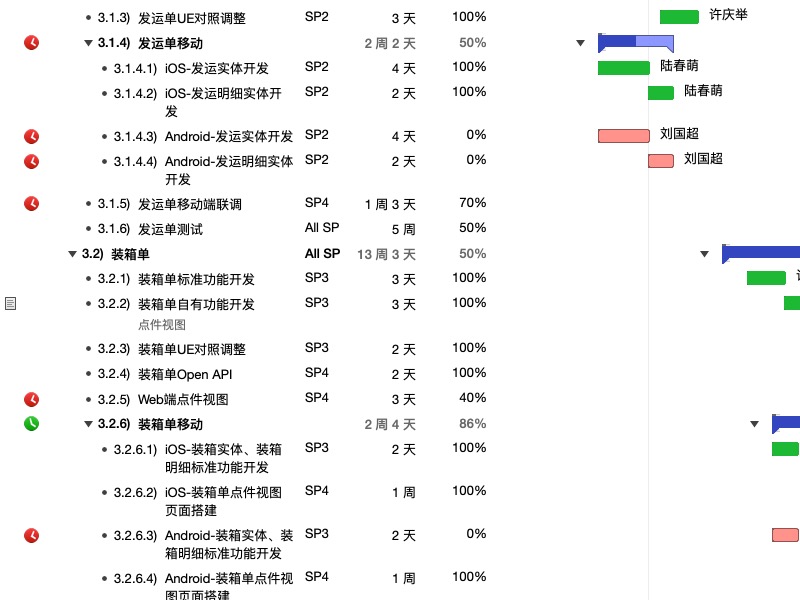 3.1.3) 发运单UE对照调整 SP2 3 天 100% 许庆举
3.1.4) 发运单移动 2 周 2 天 50%
3.1.4.1) iOS-发运实体开发 SP2 4 天 100% 陆春萌
3.1.4.2) iOS-发运明细实体开 SP2 2 天 100% 陆春萌
发
3.1.4.3) Android-发运实体开发 SP2 4 天 0% 刘国超
3.1.4.4) Android-发运明细实体 SP2 2 天 0% 刘国超
开发
3.1.5) 发运单移动端联调 SP4 1 周 3 天 70%
3.1.6) 发运单测试 All SP 5 周 50%
3.2) 装箱单 All SP 13 周 3 天 50%
3.2.1) 装箱单标准功能开发 SP3 3 天 100%
3.2.2) 装箱单自有功能开发 SP3 3 天 100%
点件视图
3.2.3) 装箱单UE对照调整 SP3 2 天 100%
3.2.4) 装箱单Open API SP4 2 天 100%
3.2.5) Web端点件视图 SP4 3 天 40%
3.2.6) 装箱单移动 2 周 4 天 86%
3.2.6.1) iOS-装箱实体、装箱 SP3 2 天 100%
明细标准功能开发
3.2.6.2) iOS-装箱单点件视图 SP4 1 周 100%
页面搭建
3.2.6.3) Android-装箱实体、装 SP3 2 天 0%
箱明细标准功能开发
3.2.6.4) Android-装箱单点件视 SP4 1 周 100%
图页面搭建